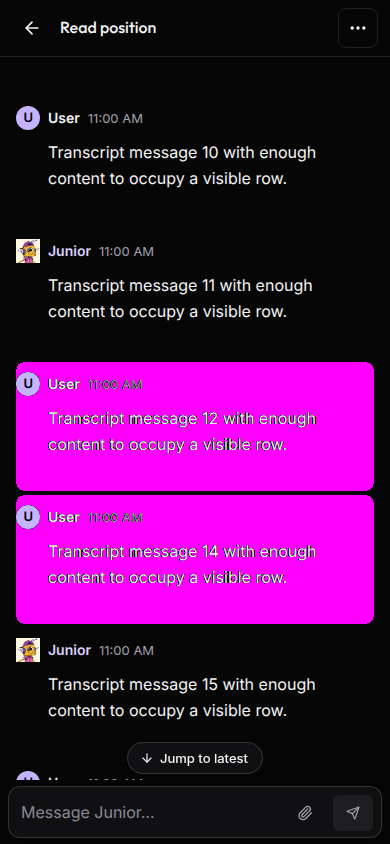 Read position
U User 11:00 AM
Transcript message 10 with enough
content to occupy a visible row.
Junior 11:00 AM
Transcript message 11 with enough
content to occupy a visible row.
U User 11:00 AM
Transcript message 12 with enough
content to occupy a visible row.
U User 11:00 AM
Transcript message 14 with enough
content to occupy a visible row.
Junior 11:00 AM
Transcript message 15 with enough
content to occupy a visible row.
Jump to latest
Message Junior...